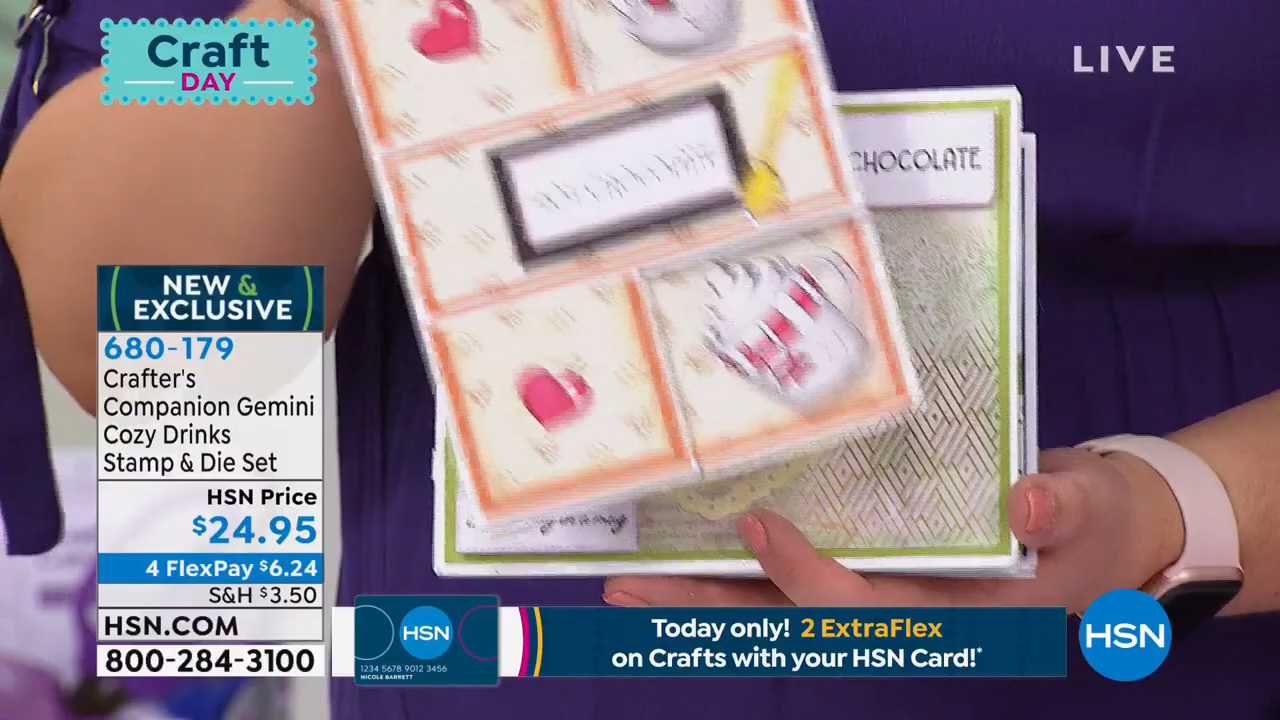 Craft
DAY
LIVE
CHOCOLATE
NEW &
EXCLUSIVE
680-179
Crafter's
Companion Gemini
Cozy Drinks
Stamp & Die Set
HSN Price
$24.95
4 FlexPay $6.24
S&H $3.50
HSN.COM
800-284-3100
HSN
1234 5678 9012 3456
NICOLE BARRETT
Today only! 2 ExtraFlex
on Crafts with your HSN Card!*
HSN